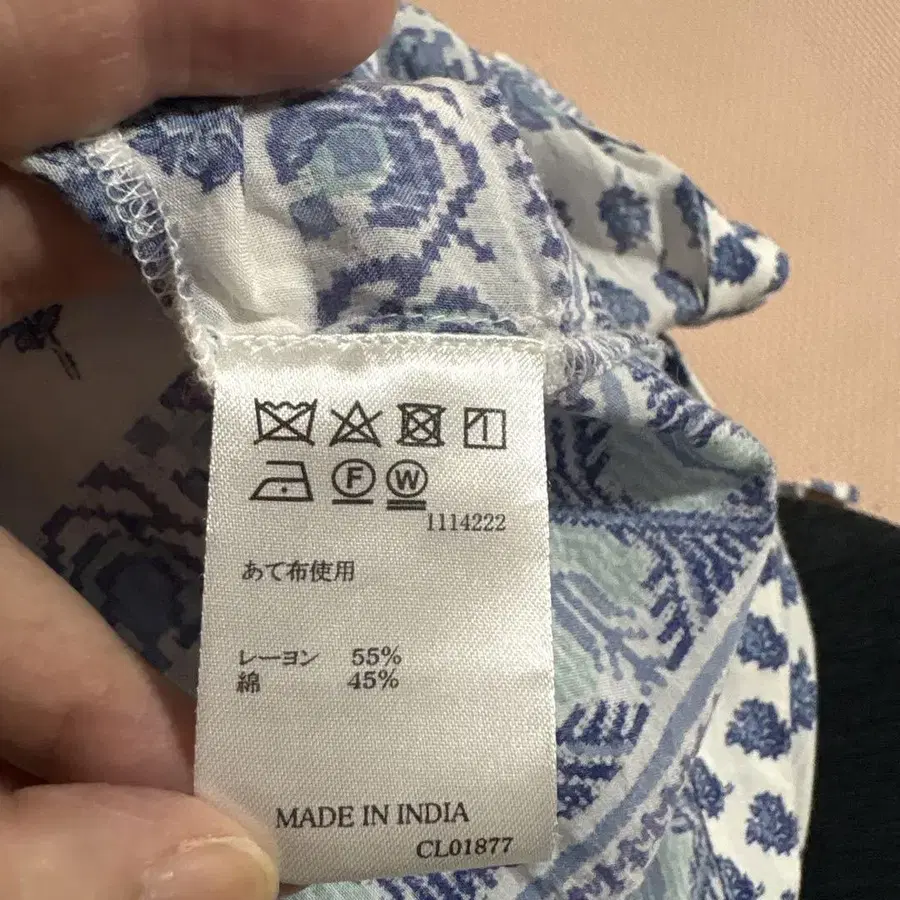 F W
1114222
あて布使用
レーヨン 55%
綿 45%
MADE IN INDIA
CL01877